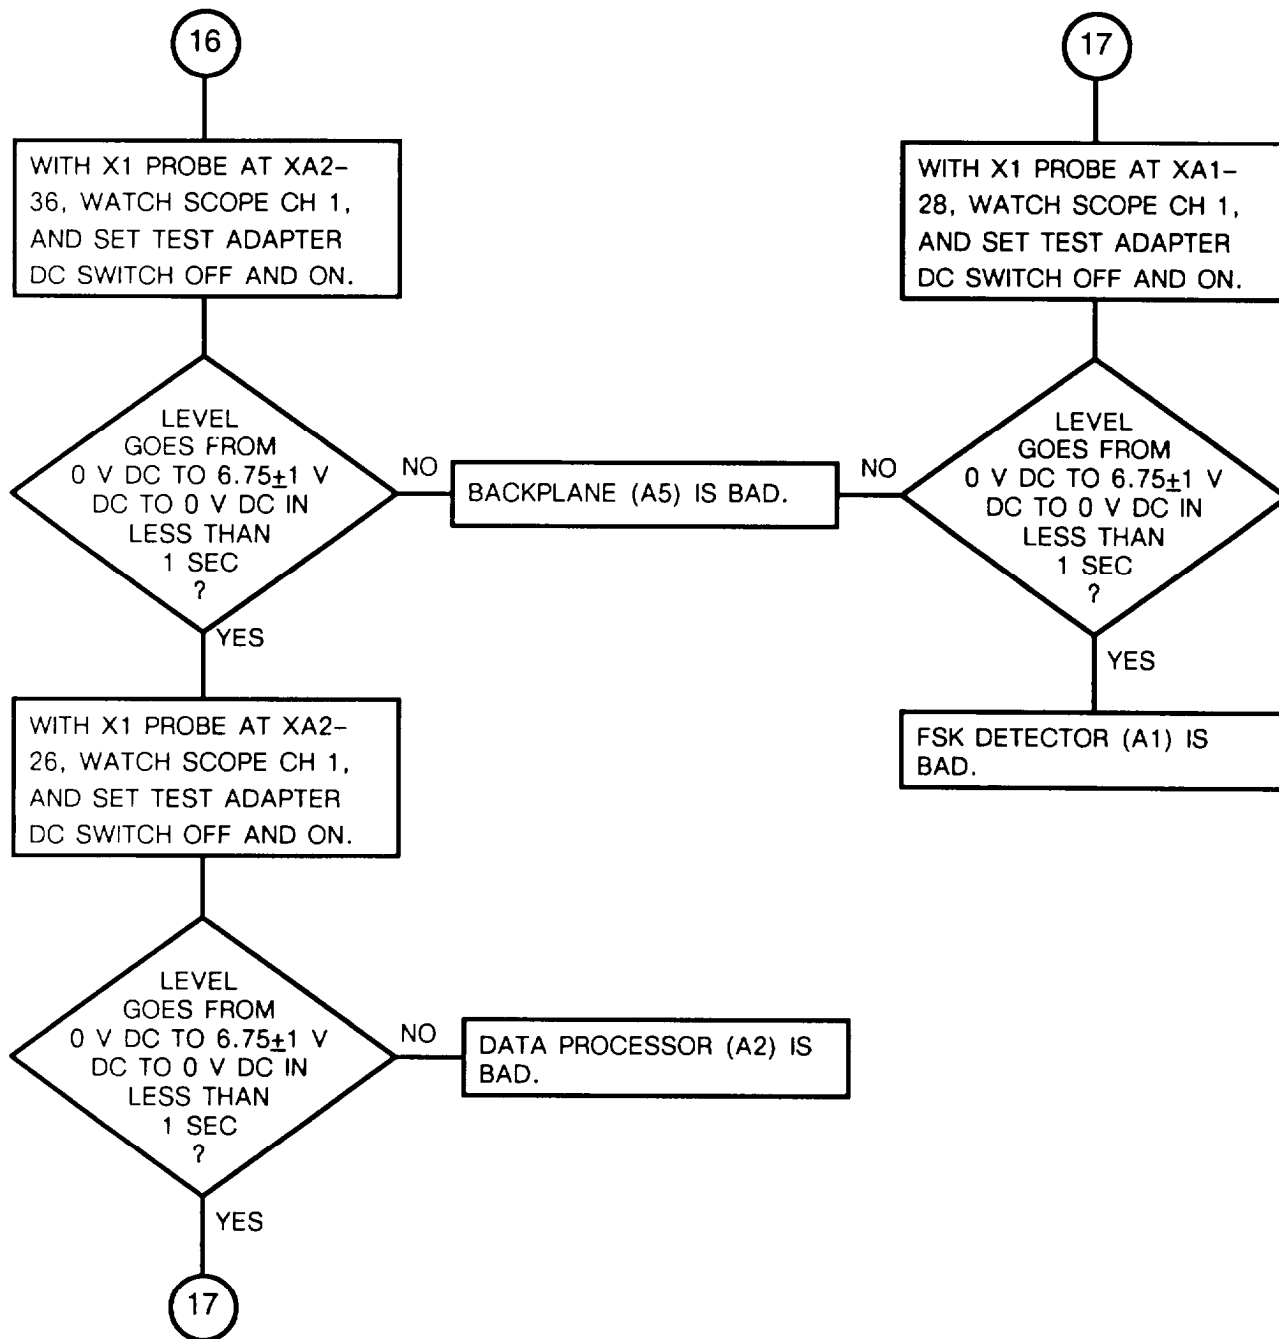 16
WITH X1 PROBE AT XA2-
36, WATCH SCOPE CH 1,
AND SET TEST ADAPTER
DC SWITCH OFF AND ON.
LEVEL
GOES FROM
0 V DC TO 6.75±1 V
DC TO 0 V DC IN
LESS THAN
1 SEC
?
NO
BACKPLANE (A5) IS BAD.
YES
WITH X1 PROBE AT XA2-
26, WATCH SCOPE CH 1,
AND SET TEST ADAPTER
DC SWITCH OFF AND ON.
LEVEL
GOES FROM
0 V DC TO 6.75±1 V
DC TO 0 V DC IN
LESS THAN
1 SEC
?
NO
DATA PROCESSOR (A2) IS
BAD.
YES
17
17
WITH X1 PROBE AT XA1-
28, WATCH SCOPE CH 1,
AND SET TEST ADAPTER
DC SWITCH OFF AND ON.
LEVEL
GOES FROM
0 V DC TO 6.75±1 V
DC TO 0 V DC IN
LESS THAN
1 SEC
?
NO
YES
FSK DETECTOR (A1) IS
BAD.